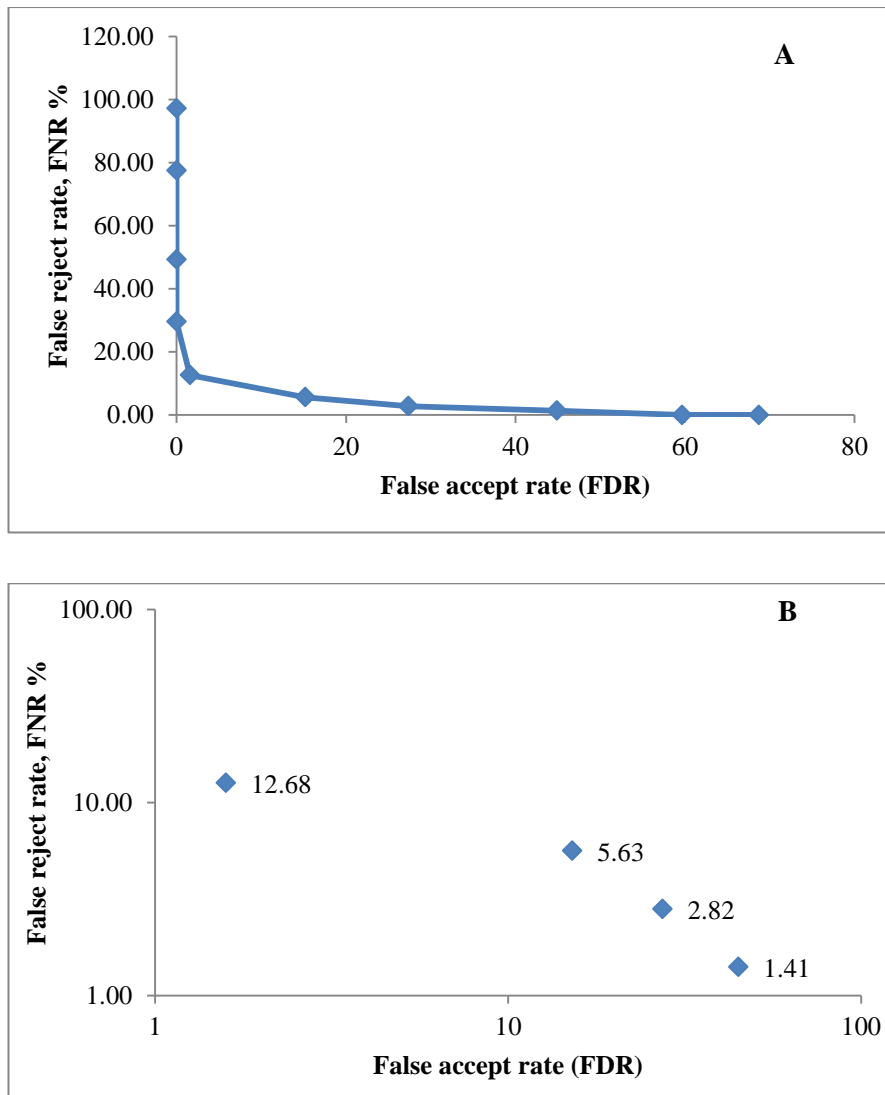 A
120.00
100.00
80.00
60.00
40.00
20.00
0.00
False reject rate, FNR %
0 20 40 60 80
False accept rate (FDR)
B
100.00
10.00
1.00
False reject rate, FNR %
12.68
5.63
2.82
1.41
1 10 100
False accept rate (FDR)